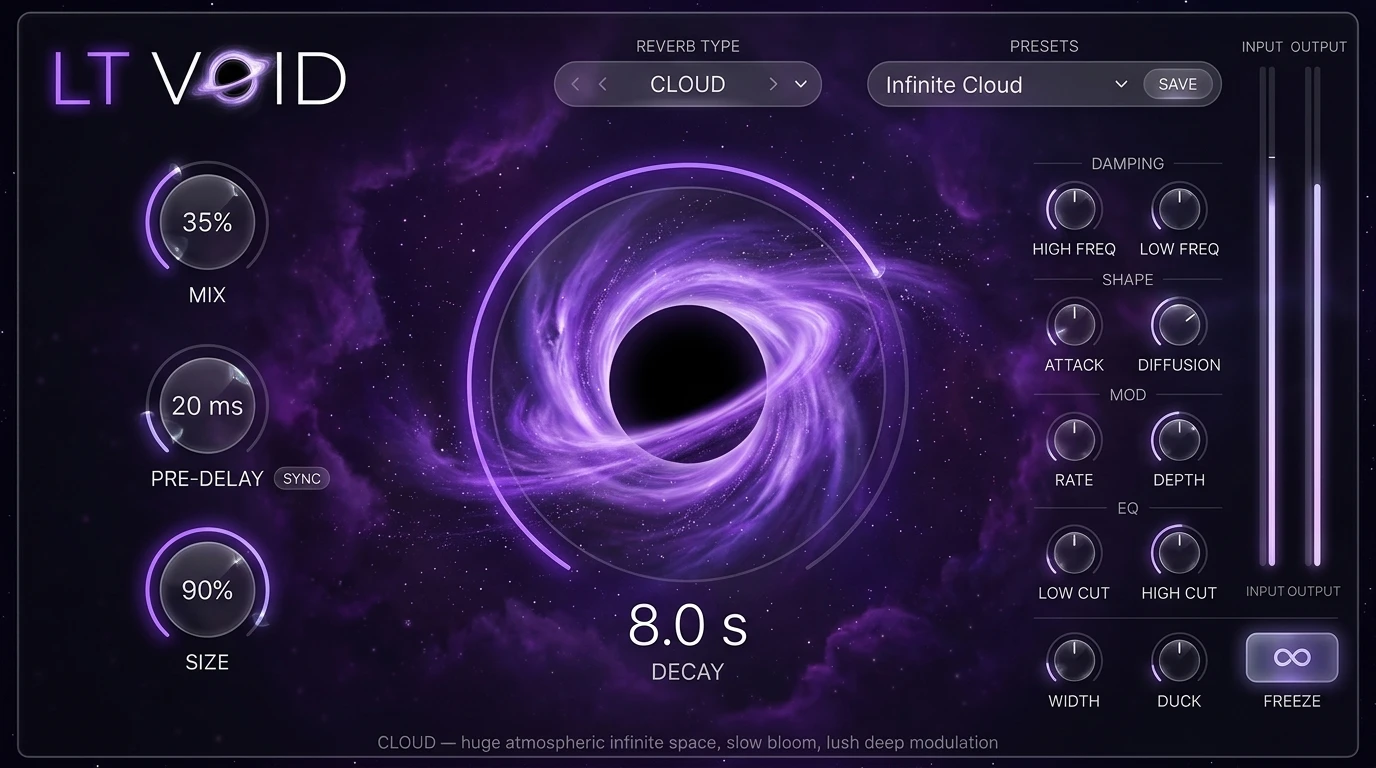 LT VOID
REVERB TYPE
CLOUD
PRESETS
Infinite Cloud
SAVE
INPUT OUTPUT
35%
MIX
20 ms
PRE-DELAY SYNC
90%
SIZE
8.0 s
DECAY
DAMPING
HIGH FREQ LOW FREQ
SHAPE
ATTACK DIFFUSION
MOD
RATE DEPTH
EQ
LOW CUT HIGH CUT
INPUT OUTPUT
WIDTH DUCK FREEZE
CLOUD — huge atmospheric infinite space, slow bloom, lush deep modulation